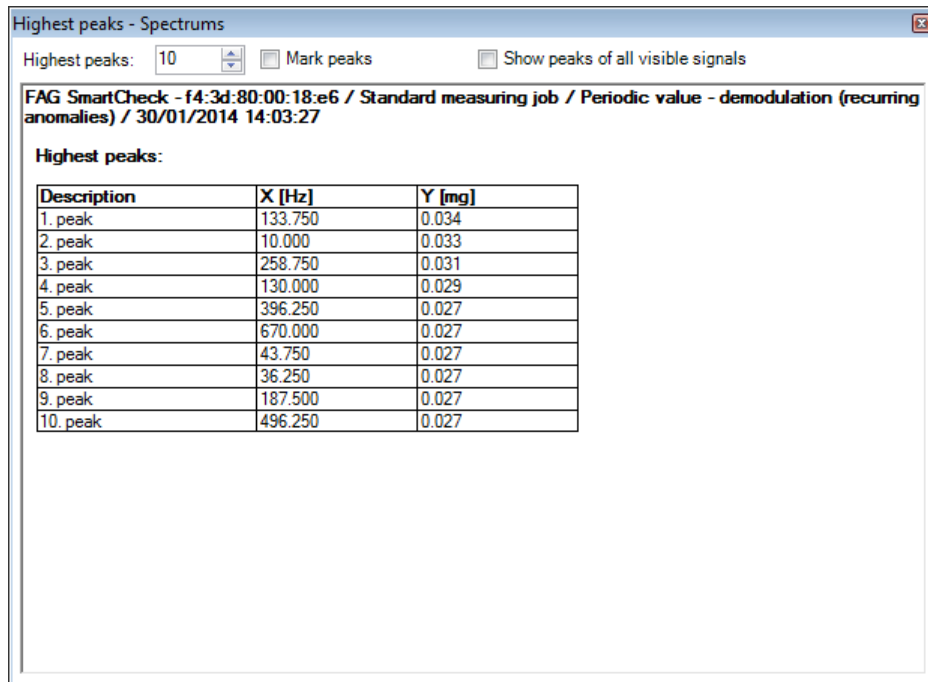 Highest peaks - Spectrums
Highest peaks: 10 Mark peaks Show peaks of all visible signals
FAG SmartCheck - f4:3d:80:00:18:e6 / Standard measuring job / Periodic value - demodulation (recurring
anomalies) / 30/01/2014 14:03:27
Highest peaks:
Description X [Hz] Y [mg]
1. peak 133.750 0.034
2. peak 10.000 0.033
3. peak 258.750 0.031
4. peak 130.000 0.029
5. peak 396.250 0.027
6. peak 670.000 0.027
7. peak 43.750 0.027
8. peak 36.250 0.027
9. peak 187.500 0.027
10. peak 496.250 0.027